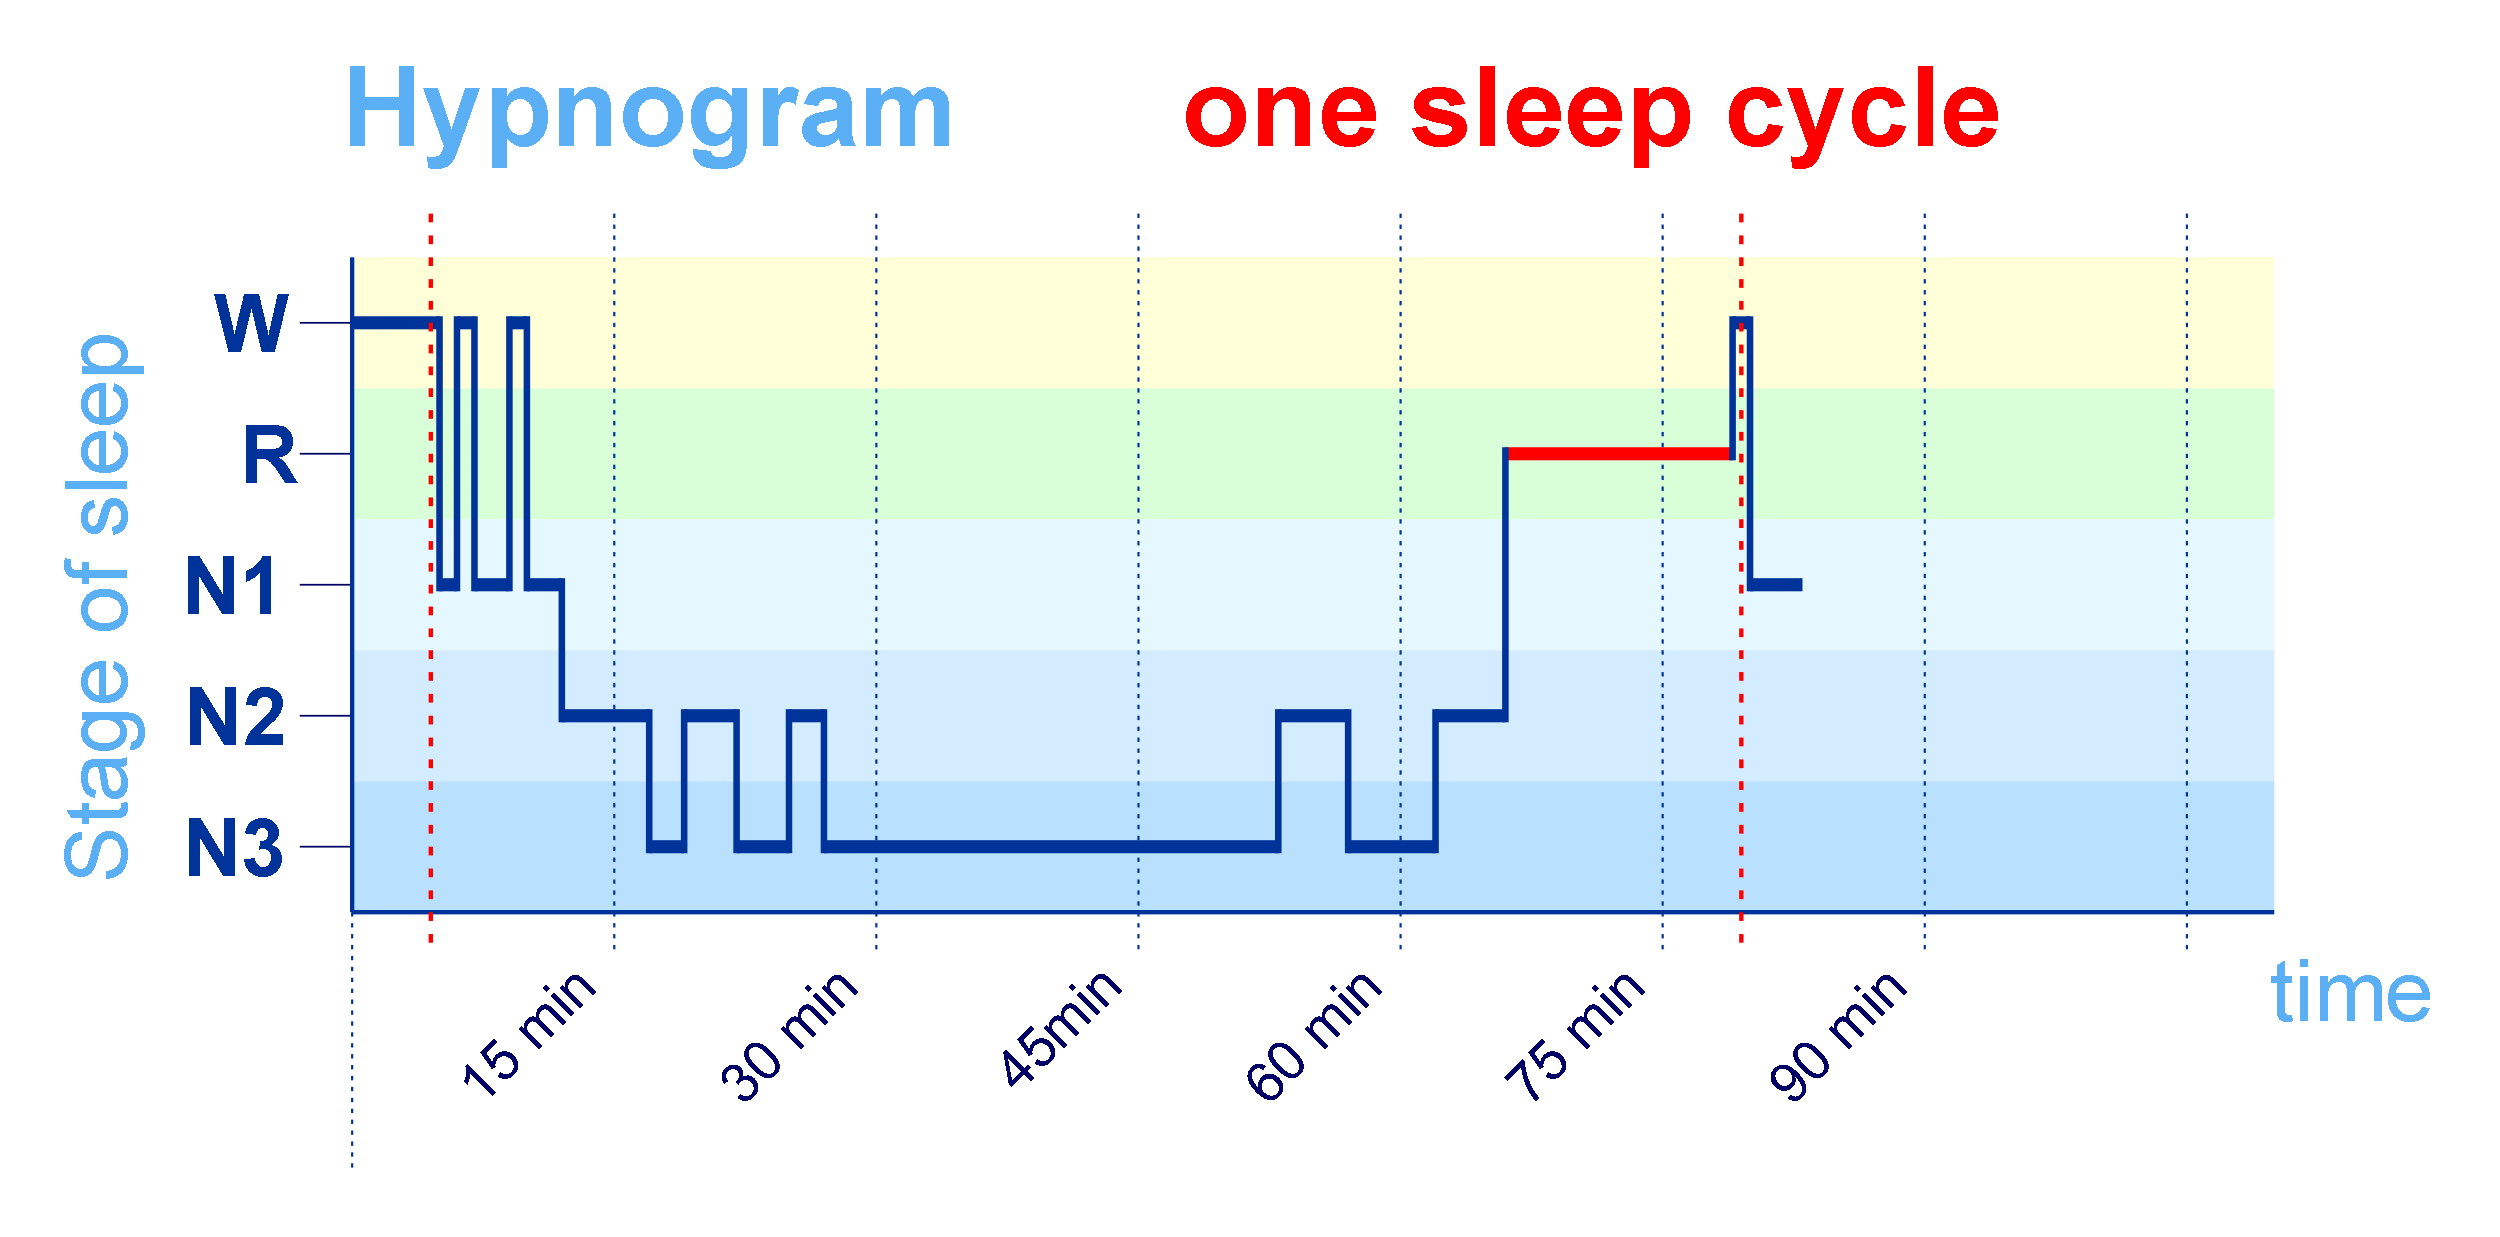 Hypnogram
one sleep cycle
Stage of sleep
W
R
N1
N2
N3
15 min
30 min
45min
60 min
75 min
90 min
time